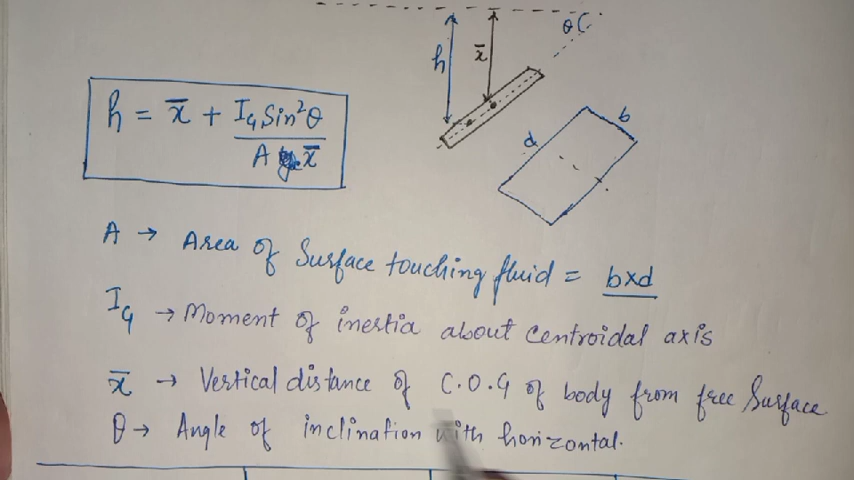 θ
h
x̄
h = x̄ + I_G Sin²θ / A x̄
b
d
A → Area of Surface touching fluid = b×d
I_G → Moment of inertia about centroidal axis
x̄ → Vertical distance of C.O.G of body from free Surface
θ → Angle of inclination with horizontal.